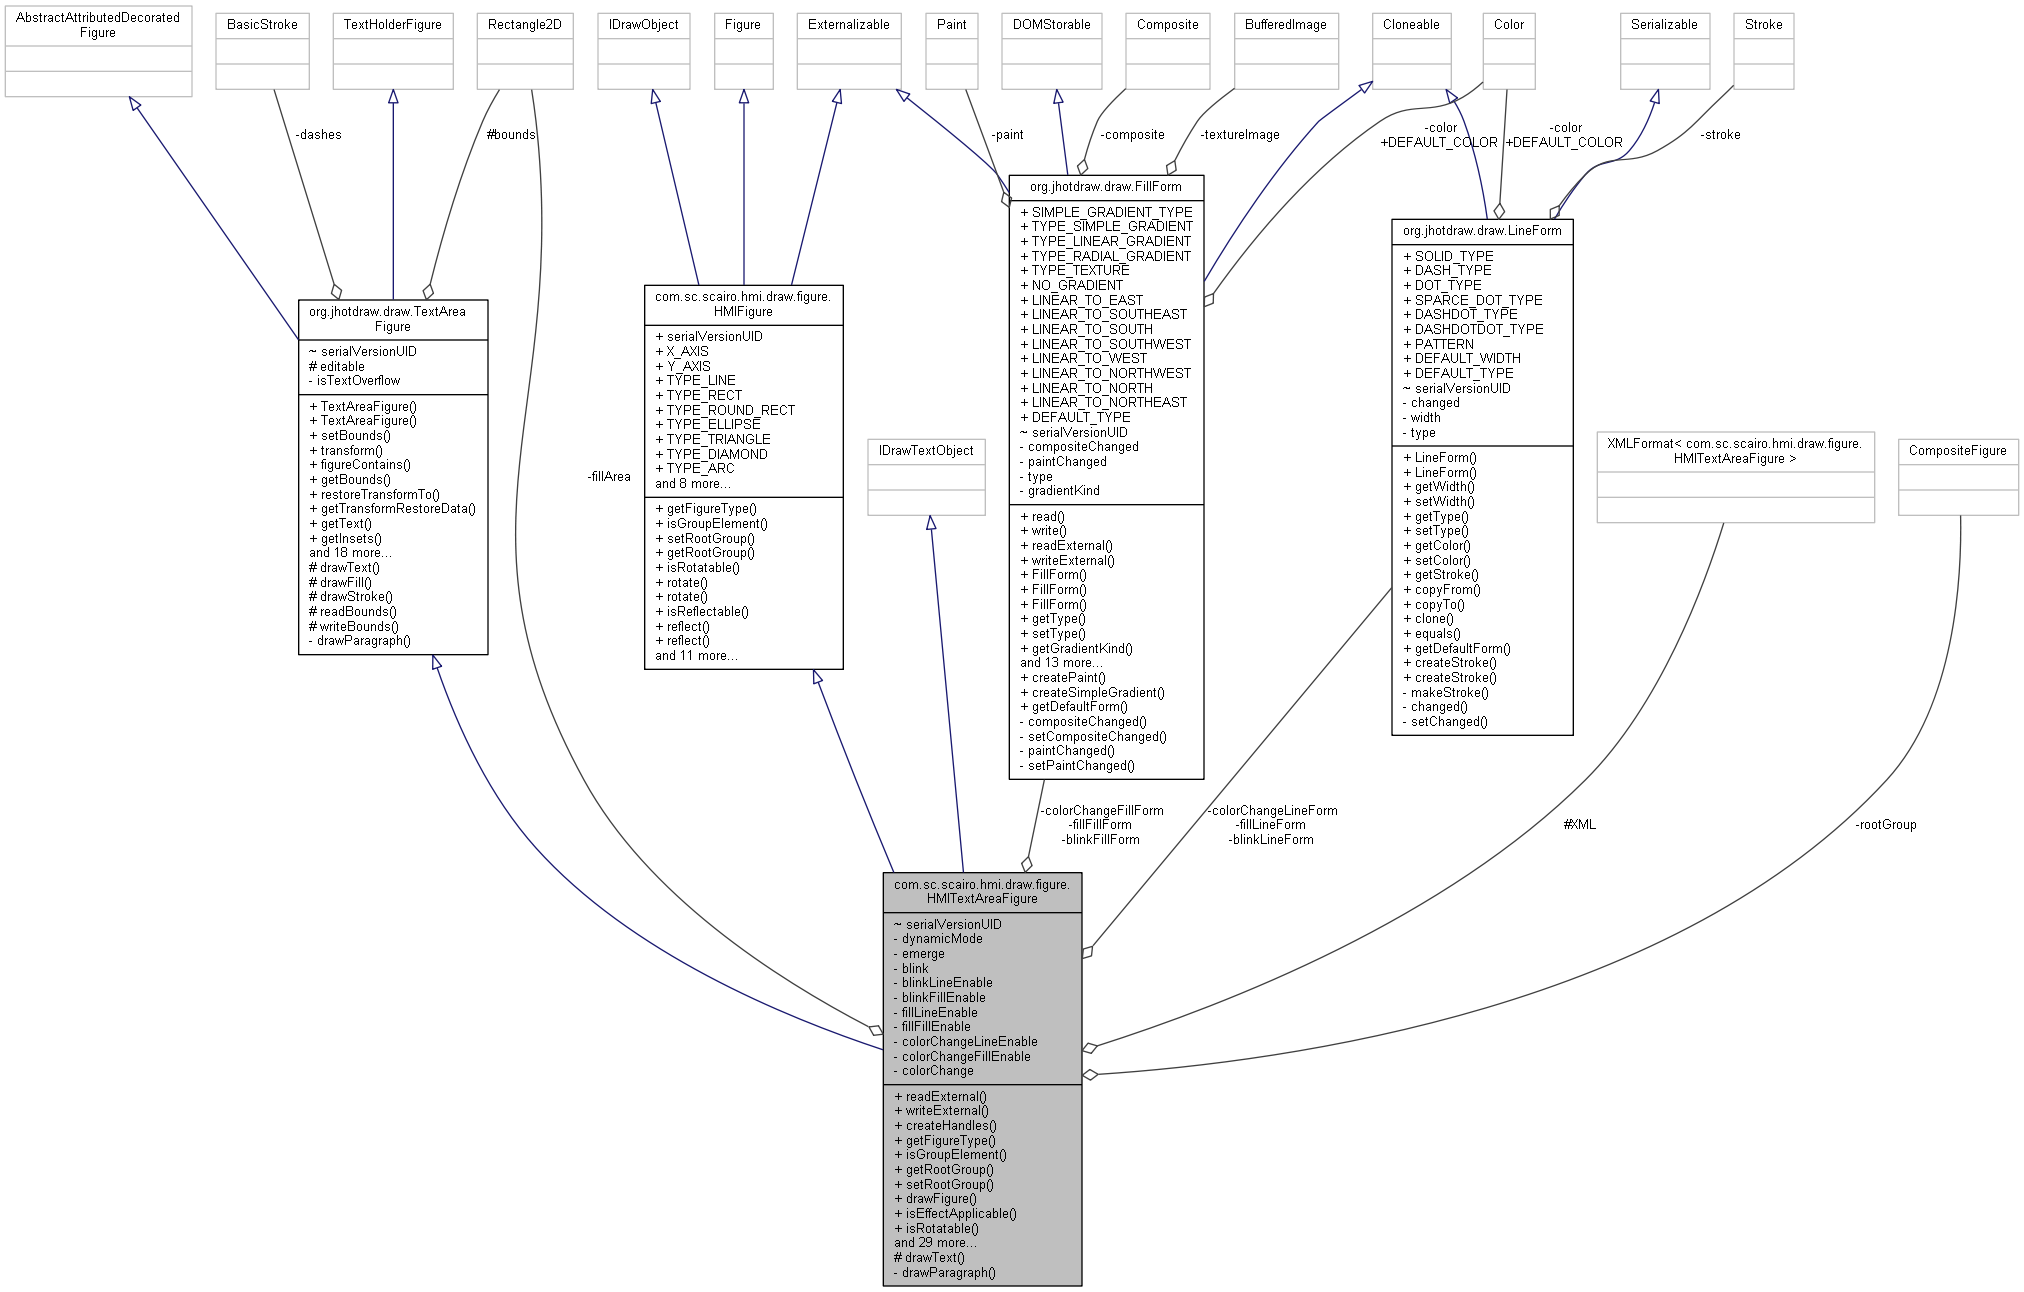 AbstractAttributedDecorated
Figure
BasicStroke
TextHolderFigure
Rectangle2D
IDrawObject
Figure
Externalizable
Paint
DOMStorable
Composite
BufferedImage
Cloneable
Color
Serializable
Stroke
-dashes
#bounds
-paint
-composite
-textureImage
-color
+DEFAULT_COLOR
-color
+DEFAULT_COLOR
-stroke
org.jhotdraw.draw.TextArea
Figure
~ serialVersionUID
# editable
- isTextOverflow
+ TextAreaFigure()
+ TextAreaFigure()
+ setBounds()
+ transform()
+ figureContains()
+ getBounds()
+ restoreTransformTo()
+ getTransformRestoreData()
+ getText()
+ getInsets()
and 18 more...
# drawText()
# drawFill()
# drawStroke()
# readBounds()
# writeBounds()
- drawParagraph()
-fillArea
com.sc.scairo.hmi.draw.figure.
HMIFigure
+ serialVersionUID
+ X_AXIS
+ Y_AXIS
+ TYPE_LINE
+ TYPE_RECT
+ TYPE_ROUND_RECT
+ TYPE_ELLIPSE
+ TYPE_TRIANGLE
+ TYPE_DIAMOND
+ TYPE_ARC
and 8 more...
+ getFigureType()
+ isGroupElement()
+ setRootGroup()
+ getRootGroup()
+ isRotatable()
+ rotate()
+ rotate()
+ isReflectable()
+ reflect()
+ reflect()
and 11 more...
IDrawTextObject
org.jhotdraw.draw.FillForm
+ SIMPLE_GRADIENT_TYPE
+ TYPE_SIMPLE_GRADIENT
+ TYPE_LINEAR_GRADIENT
+ TYPE_RADIAL_GRADIENT
+ TYPE_TEXTURE
+ NO_GRADIENT
+ LINEAR_TO_EAST
+ LINEAR_TO_SOUTHEAST
+ LINEAR_TO_SOUTH
+ LINEAR_TO_SOUTHWEST
+ LINEAR_TO_WEST
+ LINEAR_TO_NORTHWEST
+ LINEAR_TO_NORTH
+ LINEAR_TO_NORTHEAST
+ DEFAULT_TYPE
~ serialVersionUID
- compositeChanged
- paintChanged
- type
- gradientKind
+ read()
+ write()
+ readExternal()
+ writeExternal()
+ FillForm()
+ FillForm()
+ FillForm()
+ getType()
+ setType()
+ getGradientKind()
and 13 more...
+ createPaint()
+ createSimpleGradient()
+ getDefaultForm()
- compositeChanged()
- setCompositeChanged()
- paintChanged()
- setPaintChanged()
org.jhotdraw.draw.LineForm
+ SOLID_TYPE
+ DASH_TYPE
+ DOT_TYPE
+ SPARCE_DOT_TYPE
+ DASHDOT_TYPE
+ DASHDOTDOT_TYPE
+ PATTERN
+ DEFAULT_WIDTH
+ DEFAULT_TYPE
~ serialVersionUID
- changed
- width
- type
+ LineForm()
+ LineForm()
+ getWidth()
+ setWidth()
+ getType()
+ setType()
+ getColor()
+ setColor()
+ getStroke()
+ copyFrom()
+ copyTo()
+ clone()
+ equals()
+ getDefaultForm()
+ createStroke()
+ createStroke()
- makeStroke()
- changed()
- setChanged()
XMLFormat< com.sc.scairo.hmi.draw.figure.
HMITextAreaFigure >
CompositeFigure
-colorChangeFillForm
-fillFillForm
-blinkFillForm
-colorChangeLineForm
-fillLineForm
-blinkLineForm
#XML
-rootGroup
com.sc.scairo.hmi.draw.figure.
HMITextAreaFigure
~ serialVersionUID
- dynamicMode
- emerge
- blink
- blinkLineEnable
- blinkFillEnable
- fillLineEnable
- fillFillEnable
- colorChangeLineEnable
- colorChangeFillEnable
- colorChange
+ readExternal()
+ writeExternal()
+ createHandles()
+ getFigureType()
+ isGroupElement()
+ getRootGroup()
+ setRootGroup()
+ drawFigure()
+ isEffectApplicable()
+ isRotatable()
and 29 more...
# drawText()
- drawParagraph()